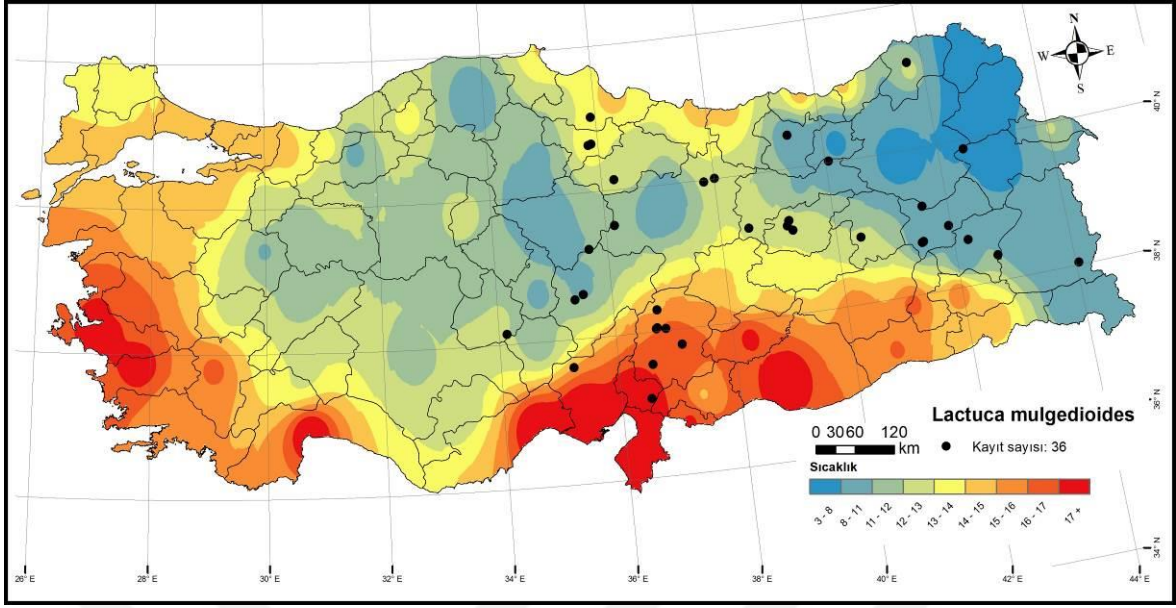 N
W E
S
40° N
38° N
36° N
34° N
Lactuca mulgedioides
0 30 60 120
km
Kayıt sayısı: 36
Sıcaklık
3 - 8
8 - 11
11 - 12
12 - 13
13 - 14
14 - 15
15 - 16
16 - 17
17 +
26° E 28° E 30° E 32° E 34° E 36° E 38° E 40° E 42° E 44° E